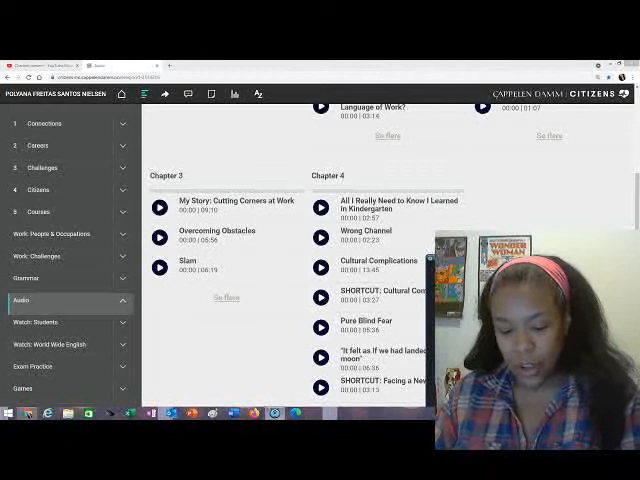 POLYANA FREITAS SANTOS NIELSEN
CAPPELEN DAMM
CITIZENS
1 Connections
2 Careers
3 Challenges
4 Citizens
5 Courses
Work: People & Occupations
Work: Challenges
Grammar
Audio
Watch: Students
Watch: World Wide English
Exam Practice
Games
Language of Work?
00:00 | 03:14
Se flere
00:00 | 01:07
Se flere
Chapter 3
My Story: Cutting Corners at Work
00:00 | 09:10
Overcoming Obstacles
00:00 | 05:56
Slam
00:00 | 06:19
Se flere
Chapter 4
All I Really Need to Know I Learned
in Kindergarten
00:00 | 02:57
Wrong Channel
00:00 | 02:23
Cultural Complications
00:00 | 13:45
SHORTCUT: Cultural Com
00:00 | 03:27
Pure Blind Fear
00:00 | 05:36
"It felt as if we had landed
moon"
00:00 | 06:36
SHORTCUT: Facing a New
00:00 | 03:13
WONDER
WOMAN